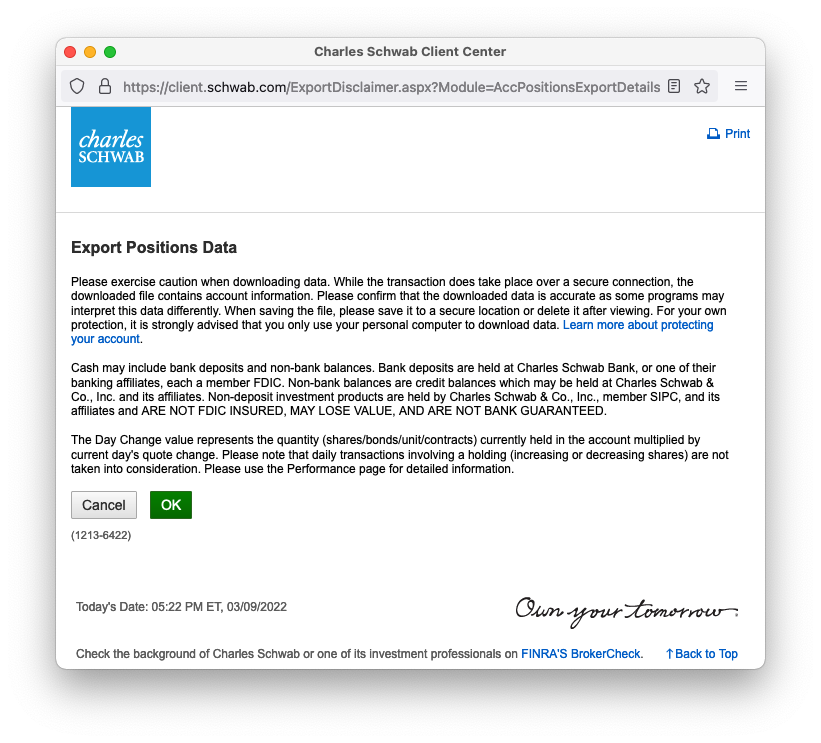 Charles Schwab Client Center
https://client.schwab.com/ExportDisclaimer.aspx?Module=AccPositionsExportDetails
charles
SCHWAB
Print
Export Positions Data
Please exercise caution when downloading data. While the transaction does take place over a secure connection, the
downloaded file contains account information. Please confirm that the downloaded data is accurate as some programs may
interpret this data differently. When saving the file, please save it to a secure location or delete it after viewing. For your own
protection, it is strongly advised that you only use your personal computer to download data. Learn more about protecting
your account.
Cash may include bank deposits and non-bank balances. Bank deposits are held at Charles Schwab Bank, or one of their
banking affiliates, each a member FDIC. Non-bank balances are credit balances which may be held at Charles Schwab &
Co., Inc. and its affiliates. Non-deposit investment products are held by Charles Schwab & Co., Inc., member SIPC, and its
affiliates and ARE NOT FDIC INSURED, MAY LOSE VALUE, AND ARE NOT BANK GUARANTEED.
The Day Change value represents the quantity (shares/bonds/unit/contracts) currently held in the account multiplied by
current day's quote change. Please note that daily transactions involving a holding (increasing or decreasing shares) are not
taken into consideration. Please use the Performance page for detailed information.
Cancel OK
(1213-6422)
Today's Date: 05:22 PM ET, 03/09/2022
Own your tomorrow.
Check the background of Charles Schwab or one of its investment professionals on FINRA'S BrokerCheck. ↑Back to Top